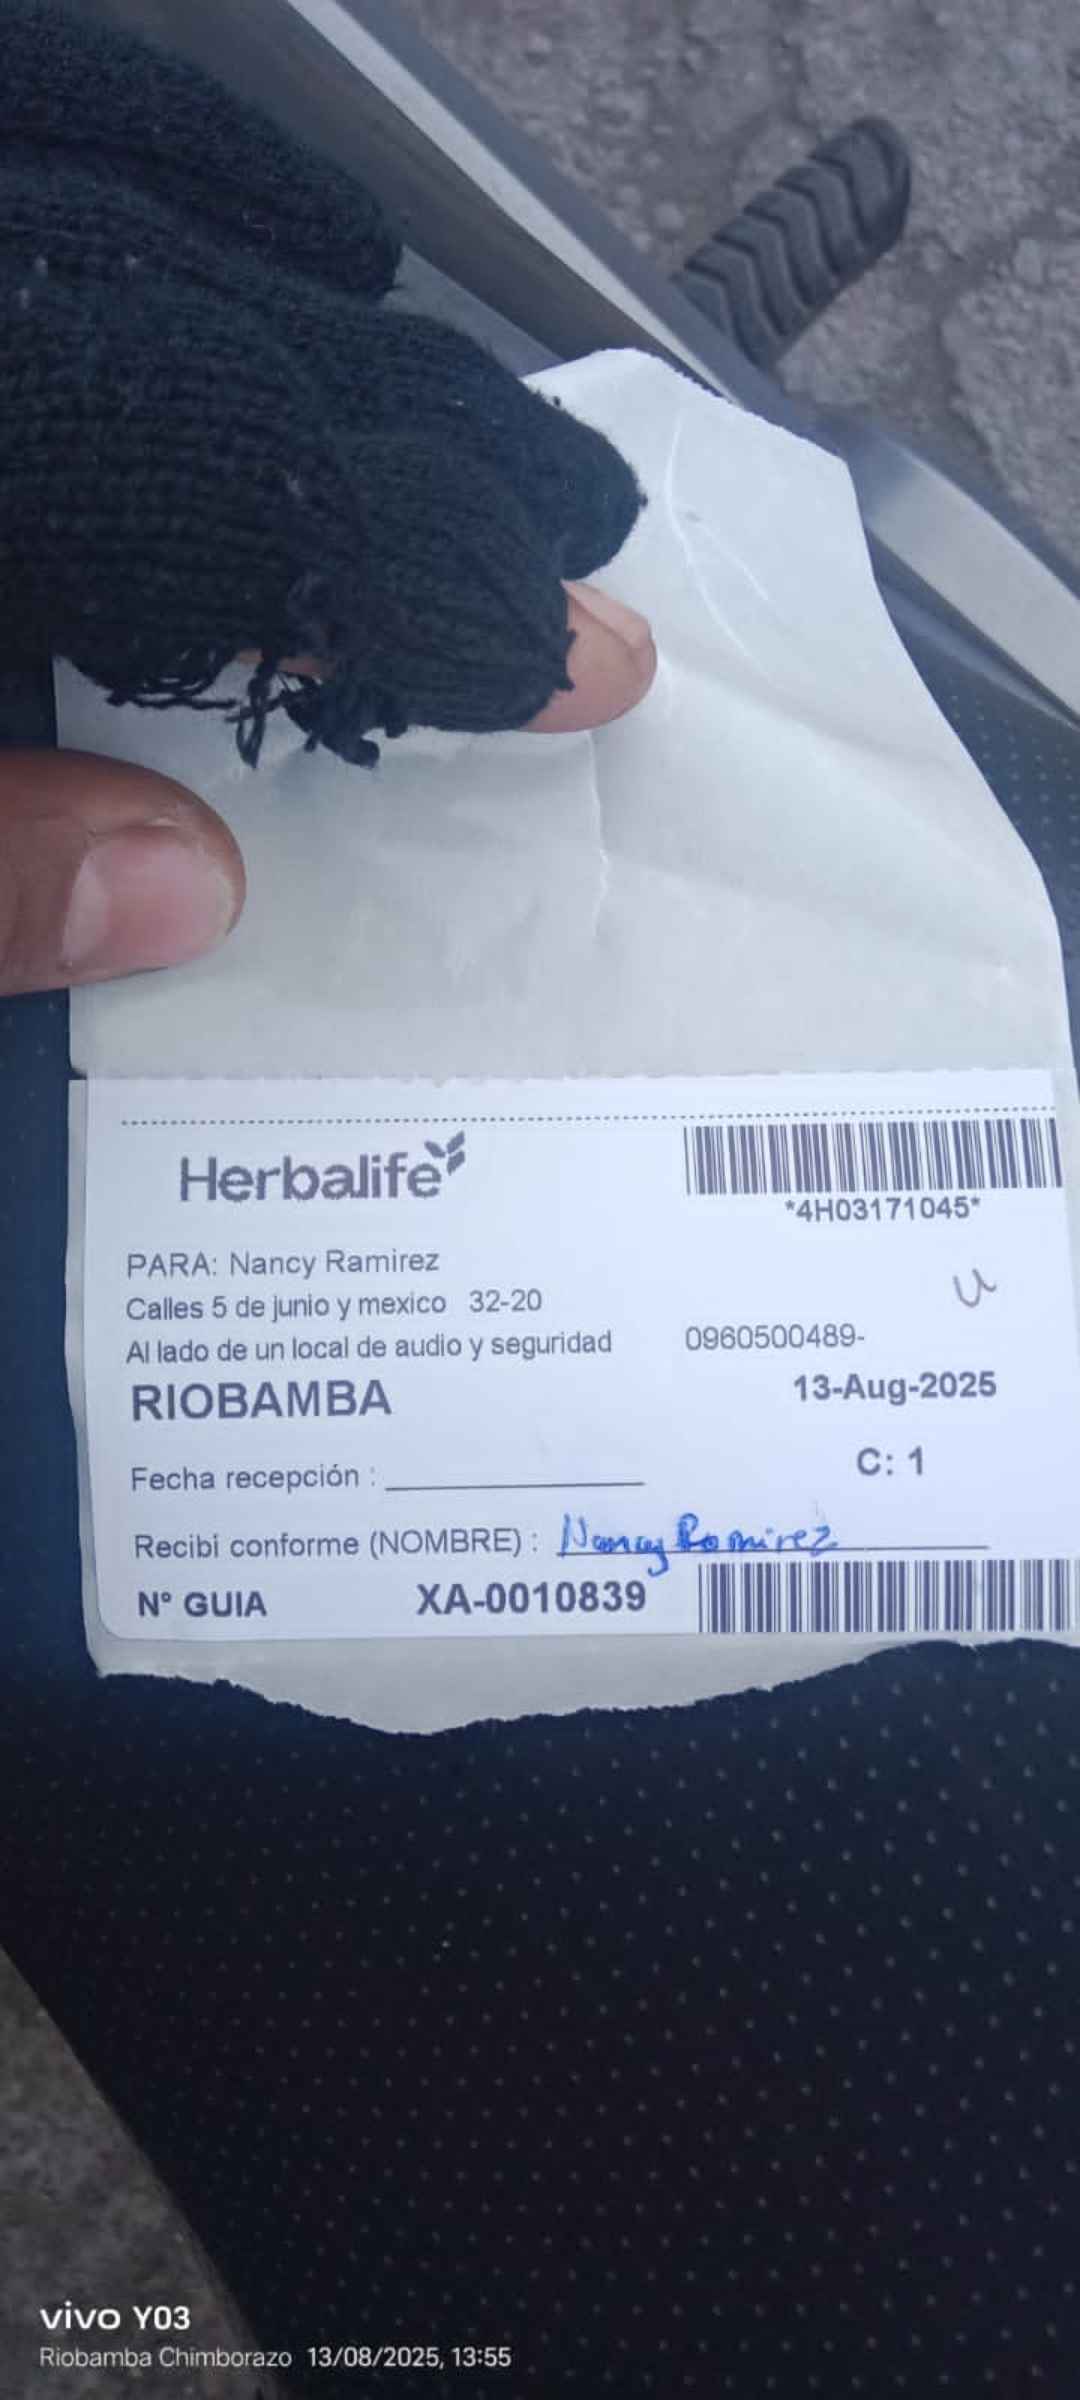 Herbalife
*4H03171045*
PARA: Nancy Ramirez
u
Calles 5 de junio y mexico 32-20
Al lado de un local de audio y seguridad 0960500489-
RIOBAMBA 13-Aug-2025
C: 1
Fecha recepción : ___________
Recibi conforme (NOMBRE) : Nancy Ramirez
N° GUIA XA-0010839
vivo Y03
Riobamba Chimborazo 13/08/2025, 13:55